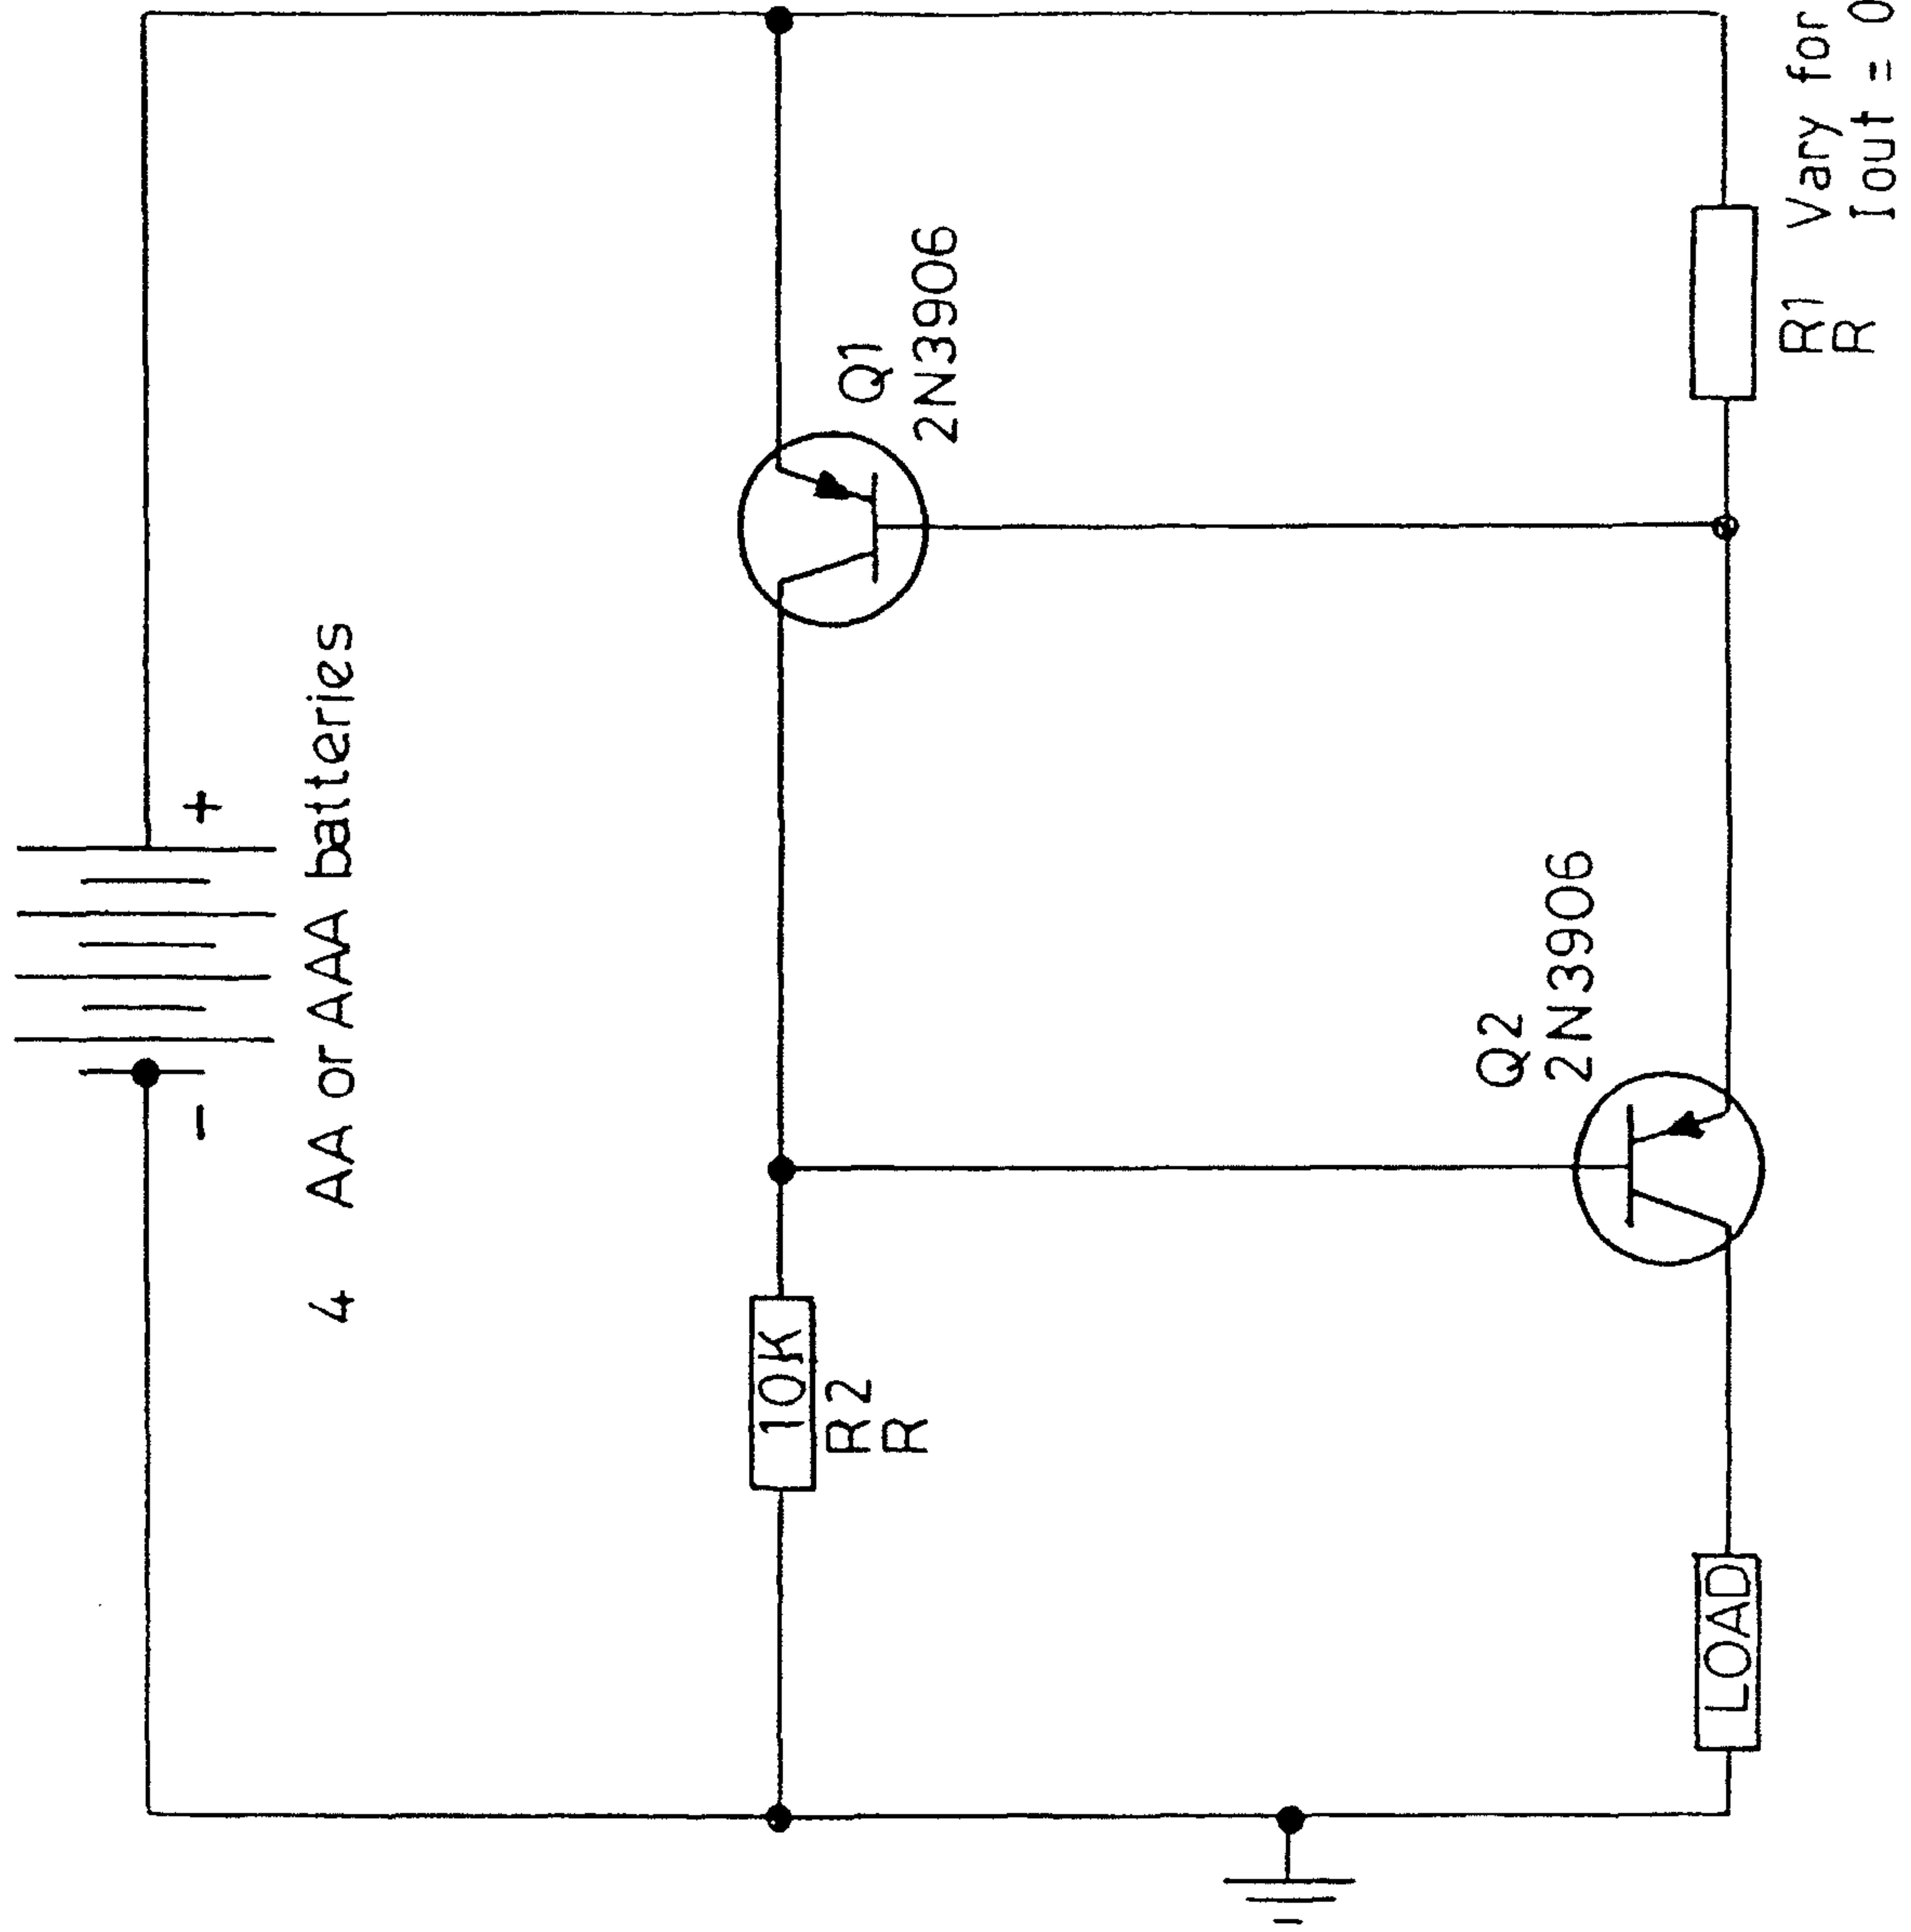 +
-
4 AA or AAA batteries
Q1
2N3906
10K
R2
R
Q2
2N3906
R1
R
Vary for
Iout = 0
LOAD